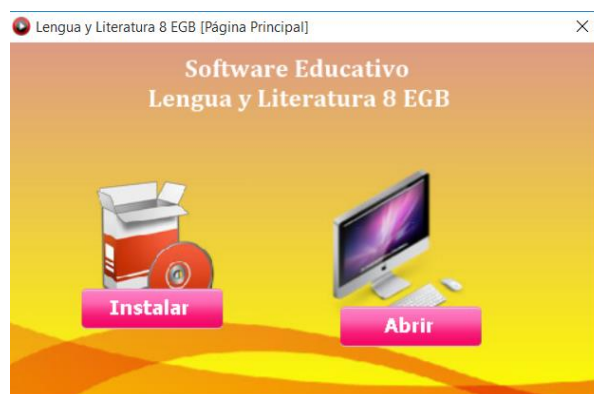 Lengua y Literatura 8 EGB [Página Principal]
Software Educativo
Lengua y Literatura 8 EGB
Instalar
Abrir